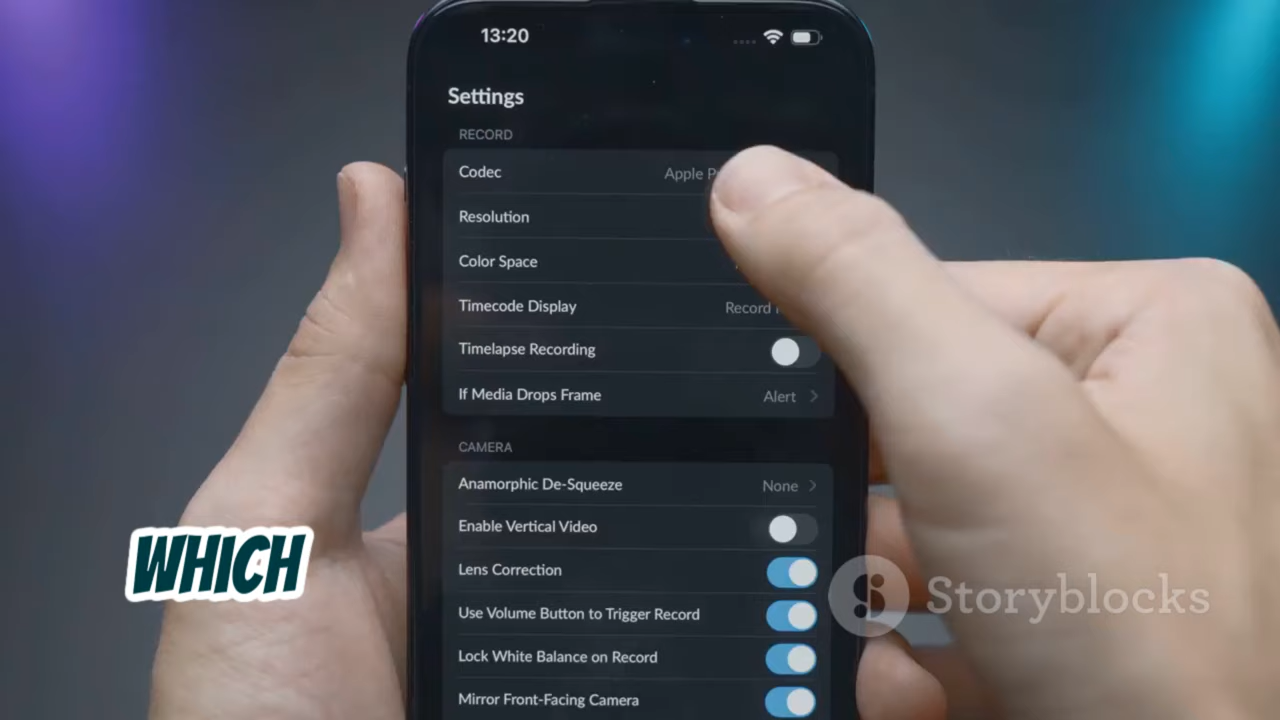 13:20
Settings
RECORD
Codec Apple
Resolution
Color Space
Timecode Display Record
Timelapse Recording
If Media Drops Frame Alert
CAMERA
Anamorphic De-Squeeze None
Enable Vertical Video
WHICH
Lens Correction
Storyblocks
Use Volume Button to Trigger Record
Lock White Balance on Record
Mirror Front-Facing Camera